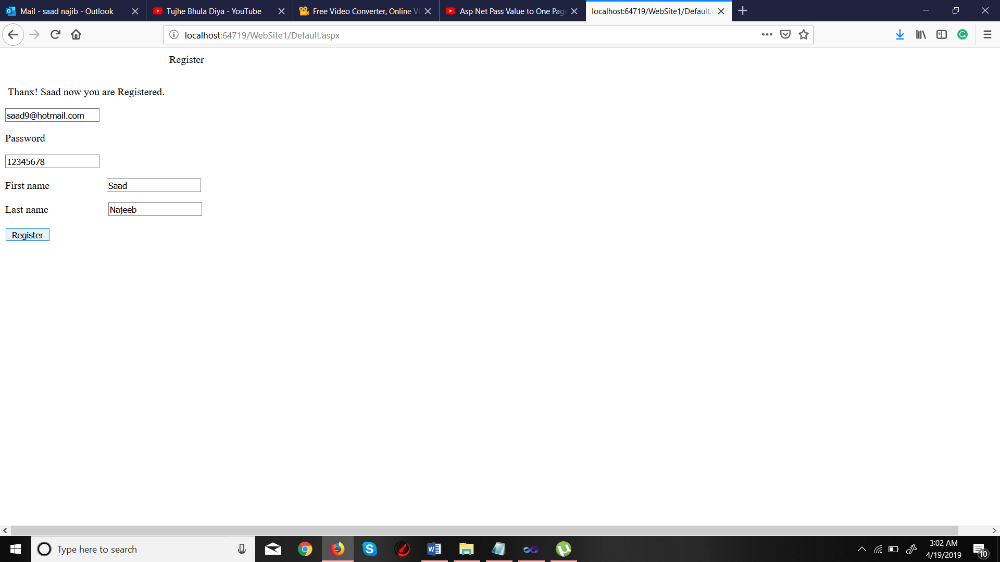 Mail - saad najib - Outlook
Tujhe Bhula Diya - YouTube
Free Video Converter, Online Vi
Asp Net Pass Value to One Page
localhost:64719/WebSite1/Default.a
localhost:64719/WebSite1/Default.aspx
Register
Thanx! Saad now you are Registered.
saad9@hotmail.com
Password
12345678
First name Saad
Last name Najeeb
Register
Type here to search
3:02 AM
4/19/2019
10